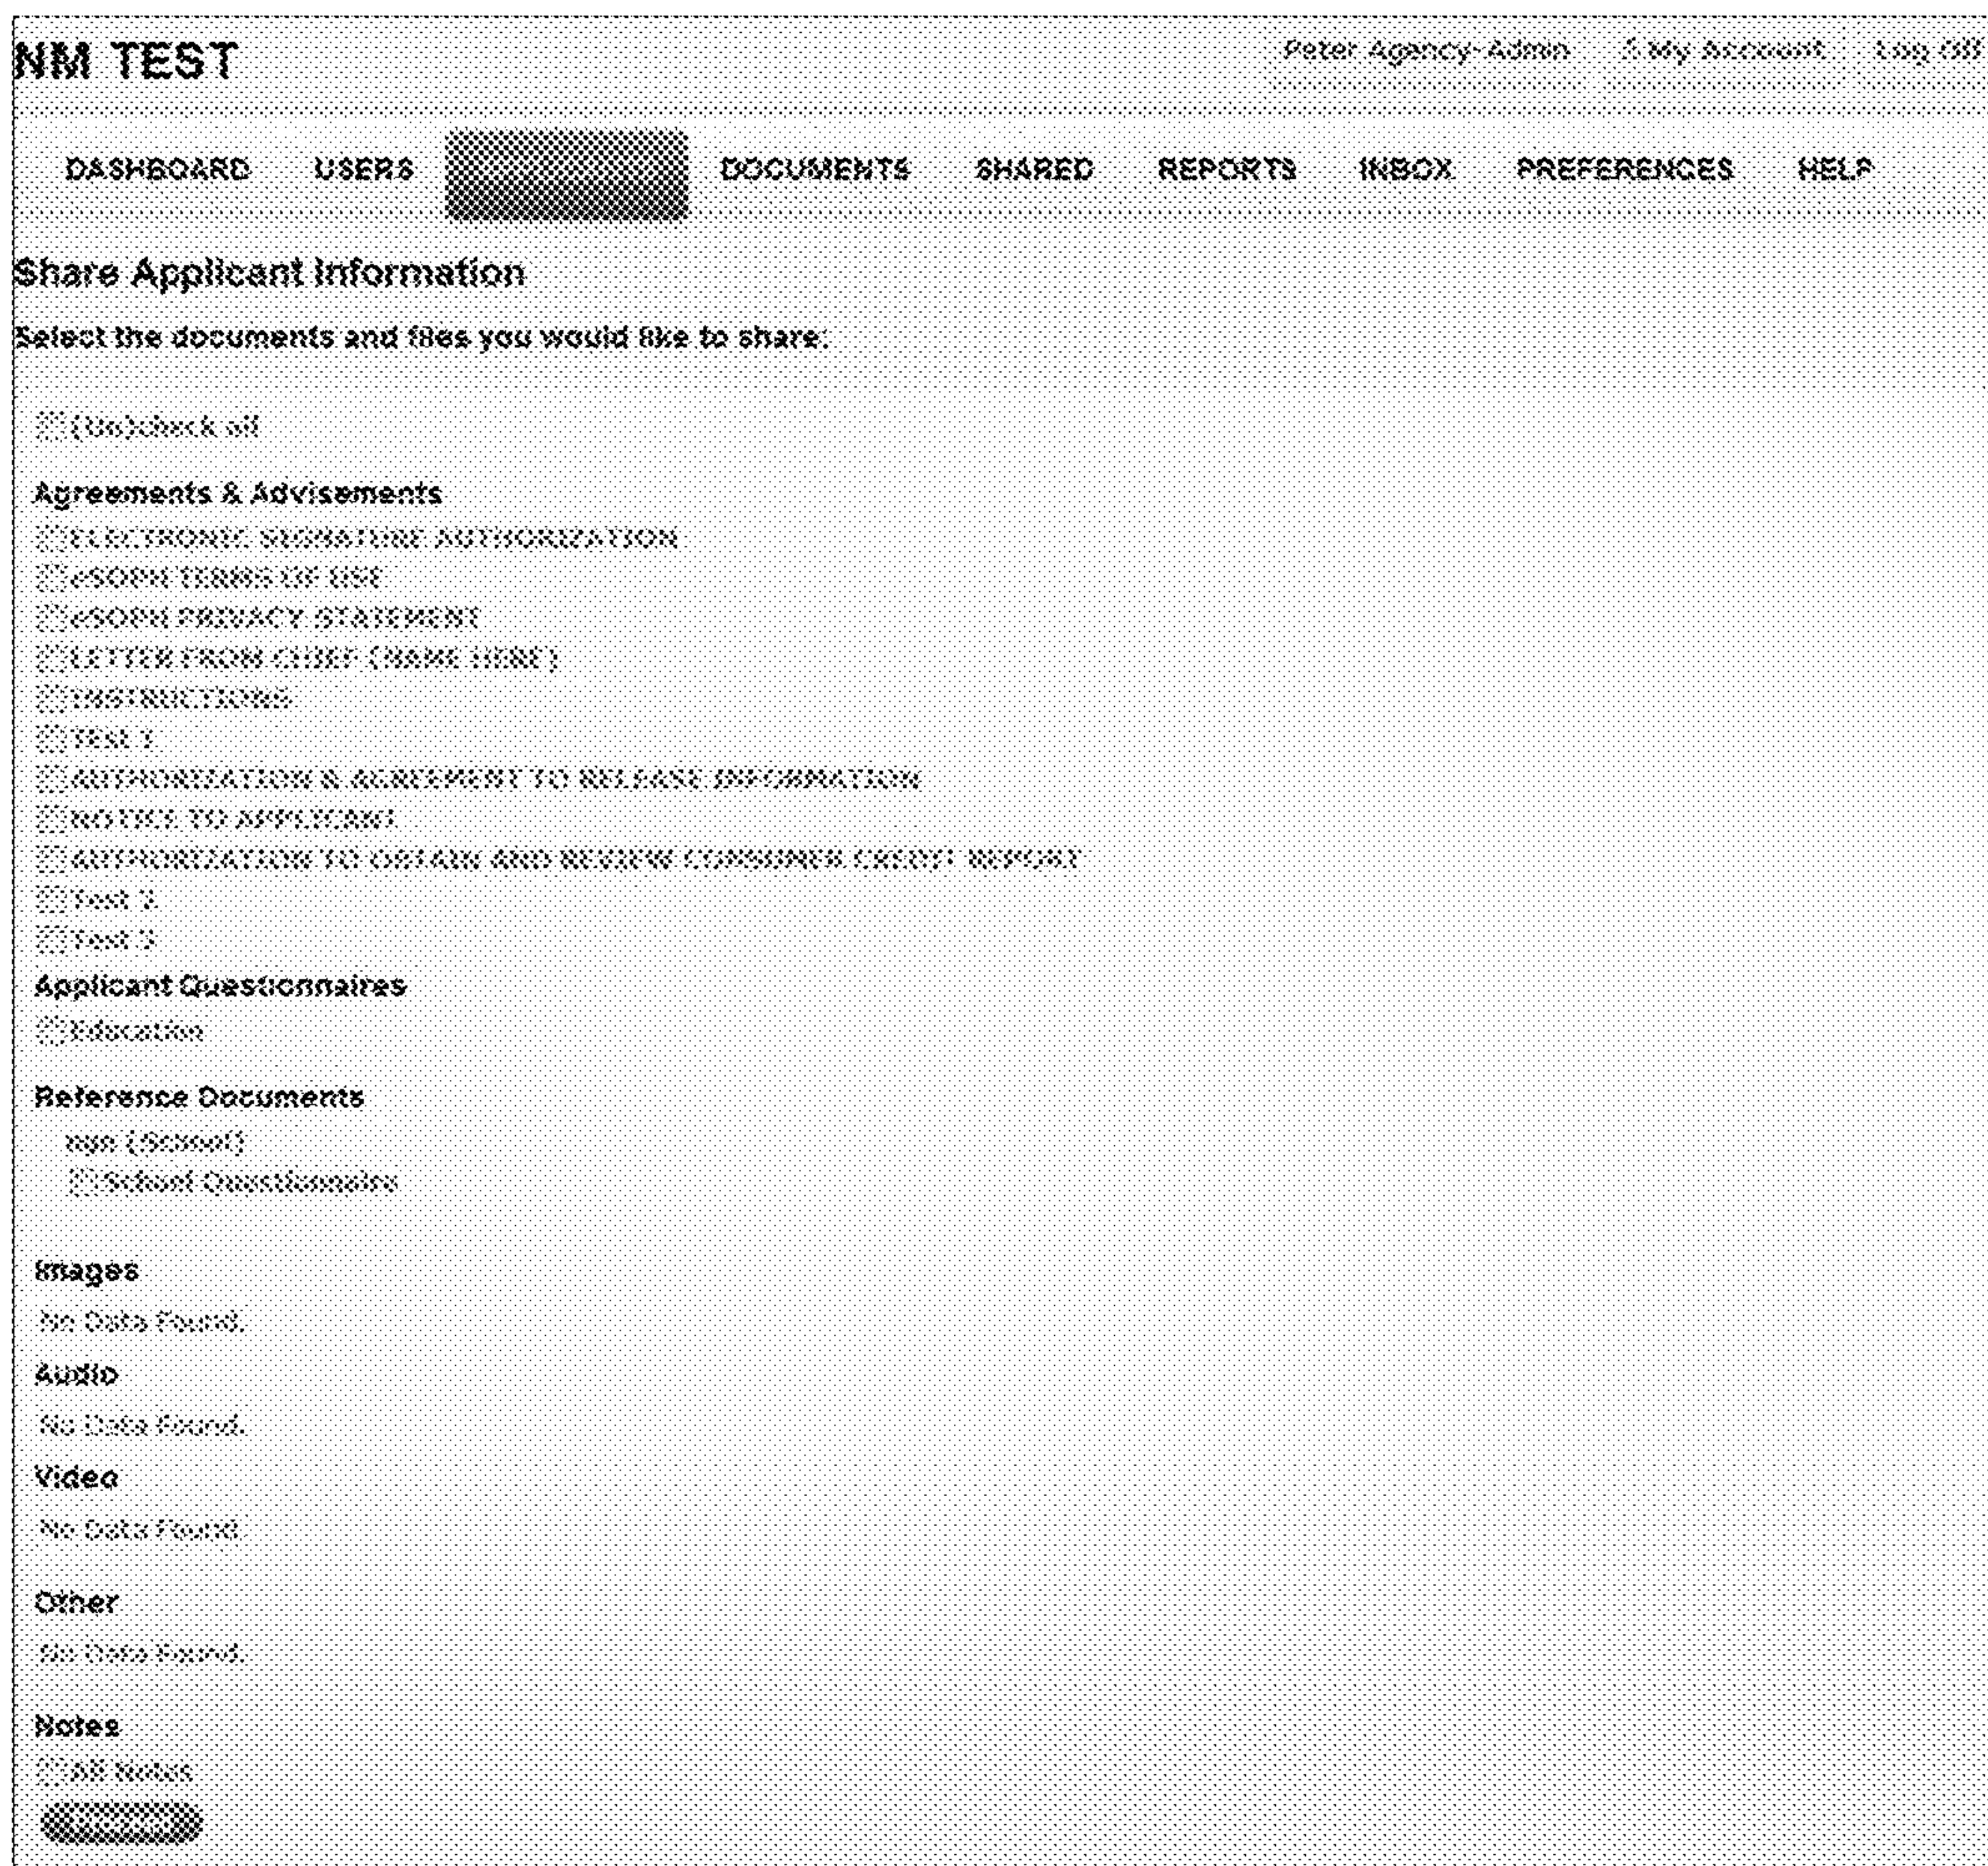 NM TEST
Peter Agency-Admin My Account Log Off
DASHBOARD USERS DOCUMENTS SHARED REPORTS INBOX PREFERENCES HELP
Share Applicant Information
Select the documents and files you would like to share:
(Un)check all
Agreements & Advisements
ELECTRONIC SIGNATURE AUTHORIZATION
eSOPH TERMS OF USE
eSOPH PRIVACY STATEMENT
LETTER FROM CHIEF (NAME HERE)
INSTRUCTIONS
TEST 1
AUTHORIZATION & AGREEMENT TO RELEASE INFORMATION
NOTICE TO APPLICANT
AUTHORIZATION TO OBTAIN AND REVIEW CONSUMER CREDIT REPORT
Test 2
Test 3
Applicant Questionnaires
Education
Reference Documents
(School)
School Questionnaire
Images
No Data Found.
Audio
No Data Found.
Video
No Data Found.
Other
No Data Found.
Notes
All Notes